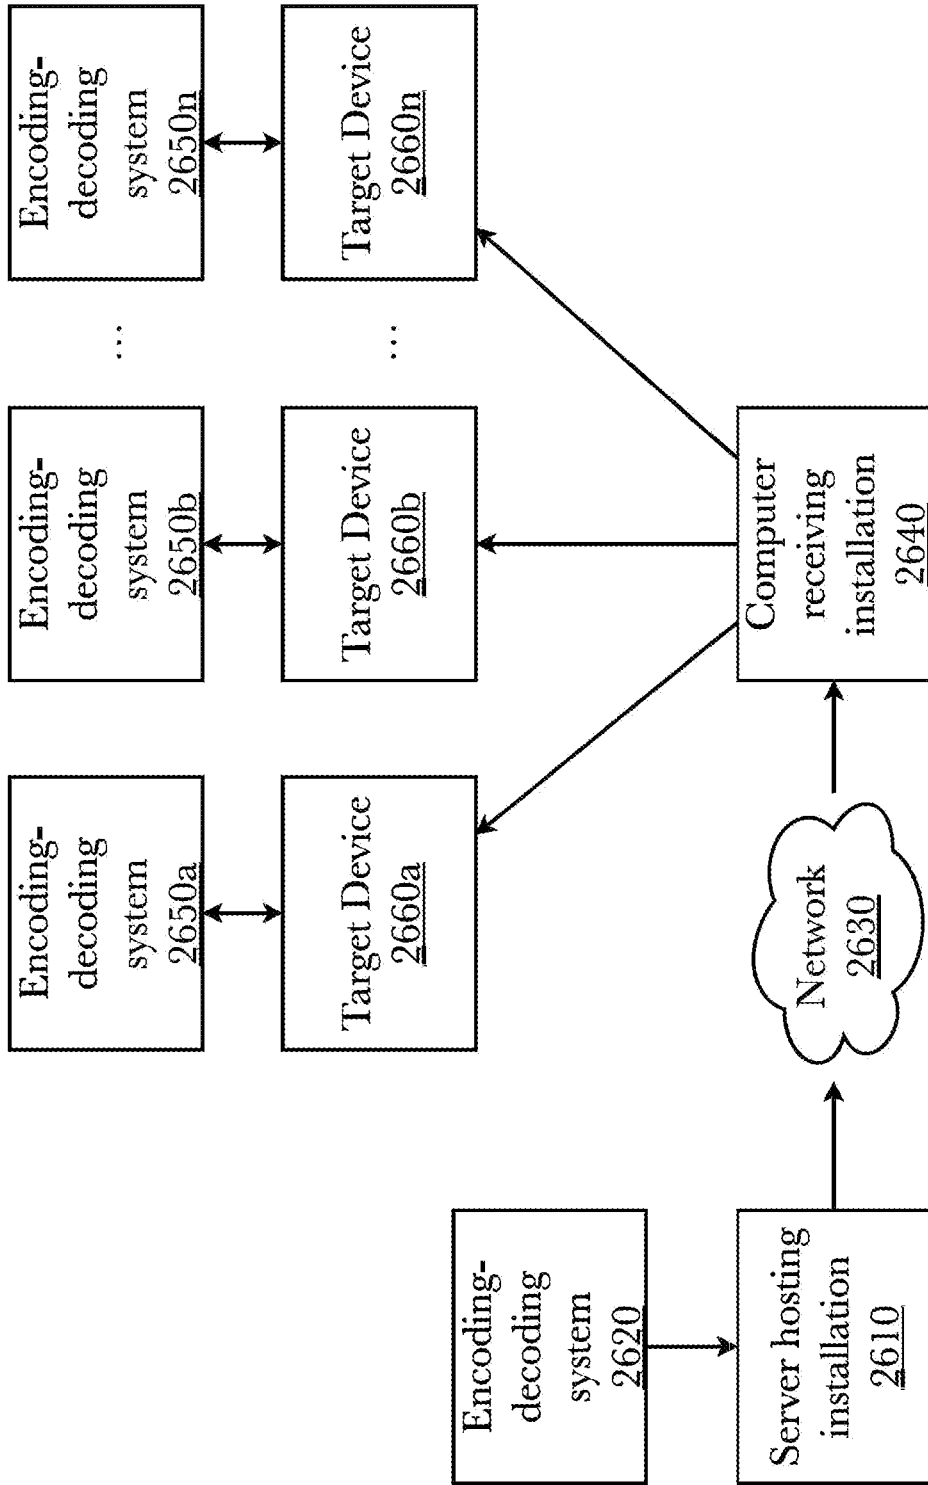 Encoding-
decoding
system
2650a
Encoding-
decoding
system
2650b
...
Encoding-
decoding
system
2650n
Target Device
2660a
Target Device
2660b
...
Target Device
2660n
Encoding-
decoding
system
2620
Server hosting
installation
2610
Network
2630
Computer
receiving
installation
2640